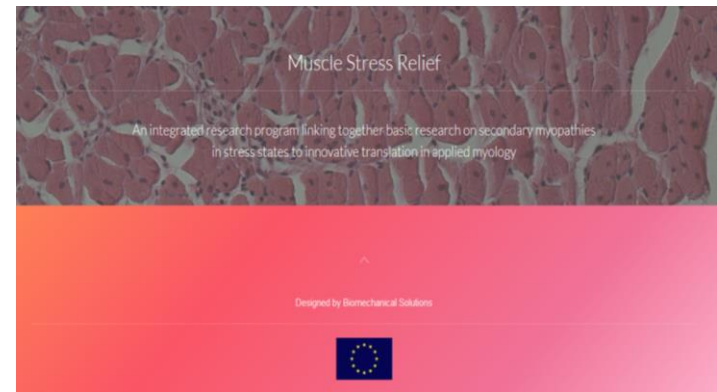 Muscle Stress Relief
An integrated research program linking together basic research on secondary myopathies
in stress states to innovative translation in applied myology
Designed by Biomechanical Solutions